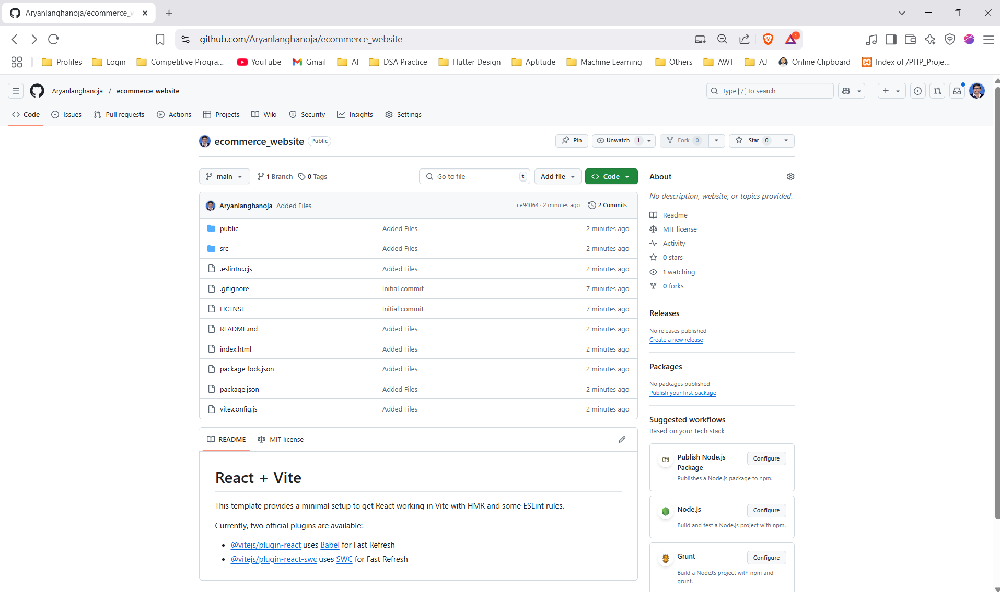 Aryanlanghanoja/ecommerce_w
github.com/Aryanlanghanoja/ecommerce_website
1
Profiles Login Competitive Progra... YouTube Gmail AI DSA Practice Flutter Design Aptitude Machine Learning Others AWT AJ Online Clipboard Index of /PHP_Proje...
Aryanlanghanoja / ecommerce_website
Type / to search
Code Issues Pull requests Actions Projects Wiki Security Insights Settings
ecommerce_website Public
Pin Unwatch 1 Fork 0 Star 0
main 1 Branch 0 Tags
Go to file t Add file Code
Aryanlanghanoja Added Files ce94064 · 2 minutes ago 2 Commits
public Added Files 2 minutes ago
src Added Files 2 minutes ago
.eslintrc.cjs Added Files 2 minutes ago
.gitignore Initial commit 7 minutes ago
LICENSE Initial commit 7 minutes ago
README.md Added Files 2 minutes ago
index.html Added Files 2 minutes ago
package-lock.json Added Files 2 minutes ago
package.json Added Files 2 minutes ago
vite.config.js Added Files 2 minutes ago
README MIT license
React + Vite
This template provides a minimal setup to get React working in Vite with HMR and some ESLint rules.
Currently, two official plugins are available:
• @vitejs/plugin-react uses Babel for Fast Refresh
• @vitejs/plugin-react-swc uses SWC for Fast Refresh
About
No description, website, or topics provided.
Readme
MIT license
Activity
0 stars
1 watching
0 forks
Releases
No releases published
Create a new release
Packages
No packages published
Publish your first package
Suggested workflows
Based on your tech stack
Publish Node.js
Package
Configure
Publishes a Node.js package to npm.
Node.js
Configure
Build and test a Node.js project with npm.
Grunt
Configure
Build a NodeJS project with npm and
grunt.